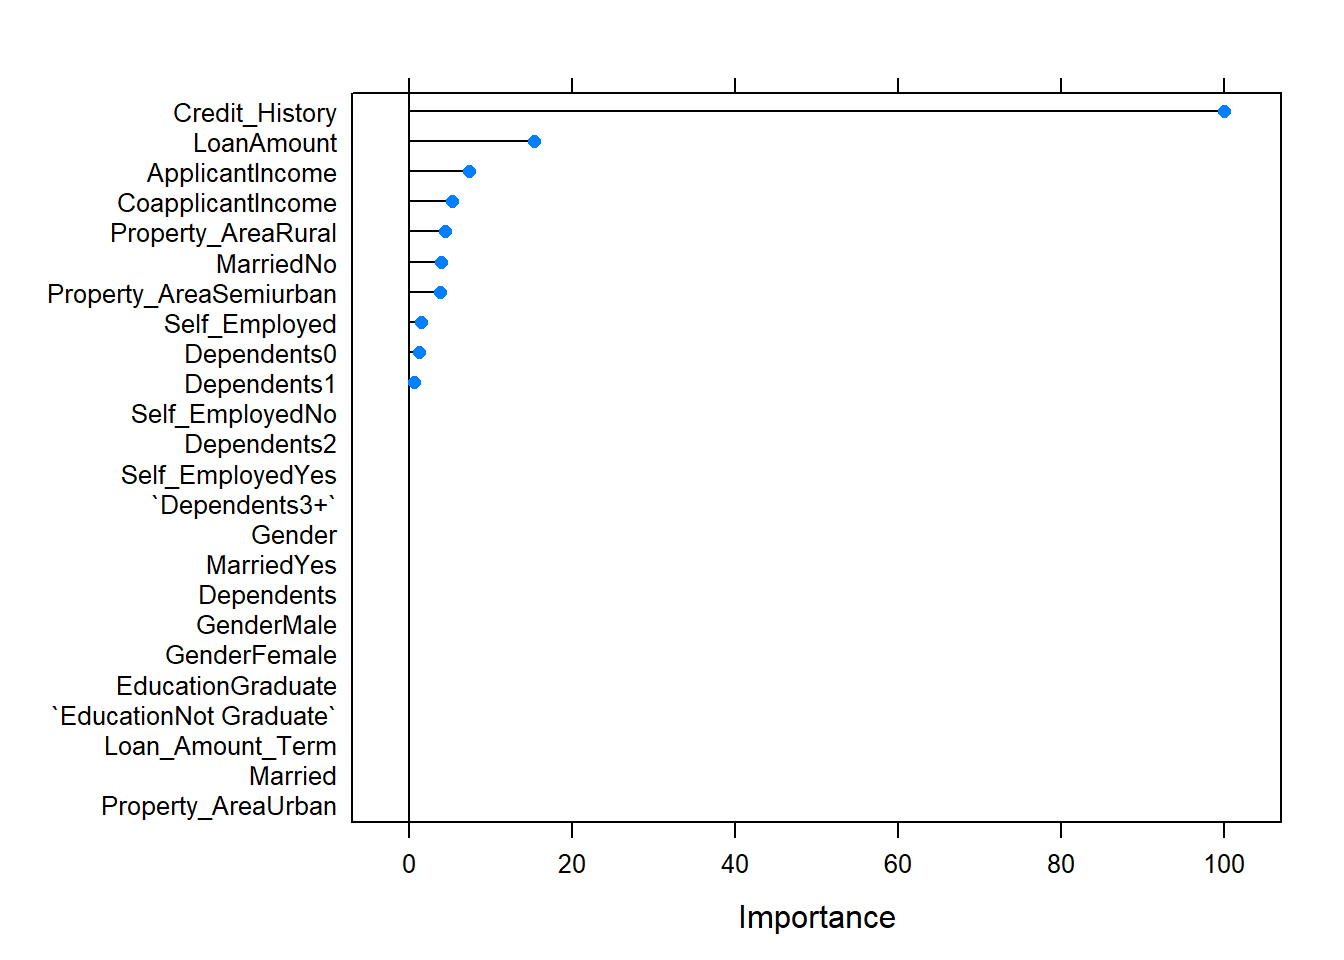 Credit_History
LoanAmount
ApplicantIncome
CoapplicantIncome
Property_AreaRural
MarriedNo
Property_AreaSemiurban
Self_Employed
Dependents0
Dependents1
Self_EmployedNo
Dependents2
Self_EmployedYes
`Dependents3+`
Gender
MarriedYes
Dependents
GenderMale
GenderFemale
EducationGraduate
`EducationNot Graduate`
Loan_Amount_Term
Married
Property_AreaUrban
0 20 40 60 80 100
Importance